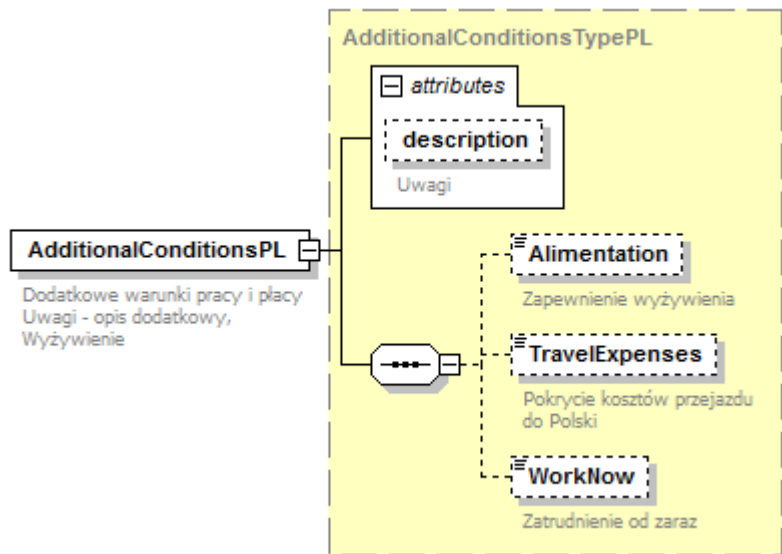 AdditionalConditionsTypePL
attributes
description
Uwagi
AdditionalConditionsPL
Dodatkowe warunki pracy i płacy
Uwagi - opis dodatkowy,
Wyżywienie
Alimentation
Zapewnienie wyżywienia
TravelExpenses
Pokrycie kosztów przejazdu
do Polski
WorkNow
Zatrudnienie od zaraz